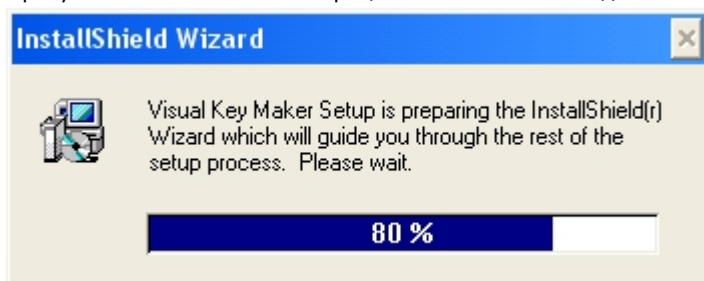 InstallShield Wizard
Visual Key Maker Setup is preparing the InstallShield(r)
Wizard which will guide you through the rest of the
setup process.  Please wait.
80 %